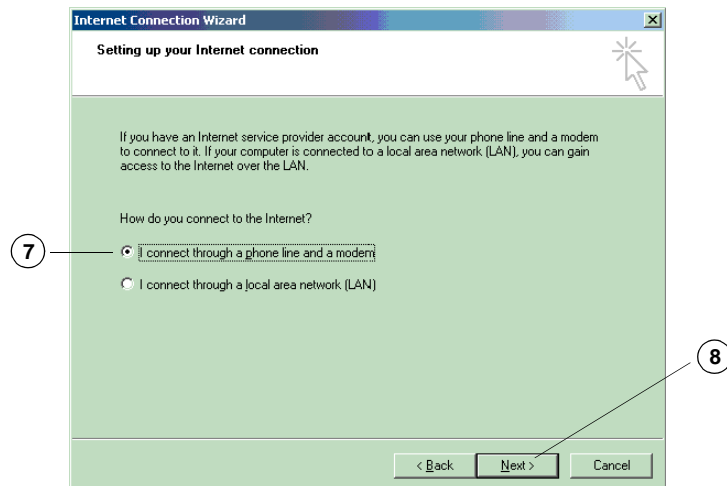 Internet Connection Wizard
Setting up your Internet connection
If you have an Internet service provider account, you can use your phone line and a modem
to connect to it. If your computer is connected to a local area network (LAN), you can gain
access to the Internet over the LAN.
How do you connect to the Internet?
7
I connect through a phone line and a modem
I connect through a local area network (LAN)
8
< Back
Next >
Cancel